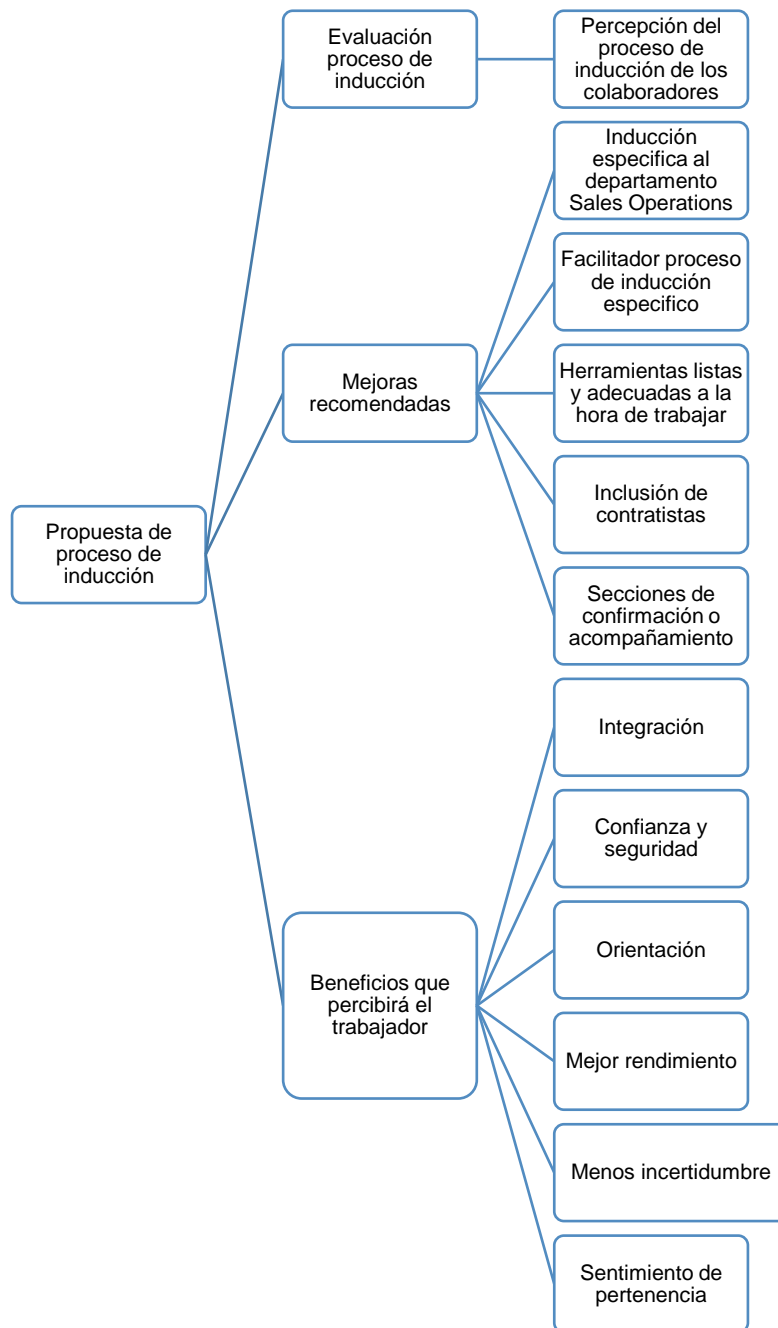 Evaluación
proceso de
inducción
Percepción del
proceso de
inducción de los
colaboradores
Inducción
especifica al
departamento
Sales Operations
Facilitador proceso
de inducción
especifico
Mejoras
recomendadas
Herramientas listas
y adecuadas a la
hora de trabajar
Inclusión de
contratistas
Propuesta de
proceso de
inducción
Secciones de
confirmación o
acompañamiento
Integración
Confianza y
seguridad
Orientación
Beneficios que
percibirá el
trabajador
Mejor rendimiento
Menos incertidumbre
Sentimiento de
pertenencia